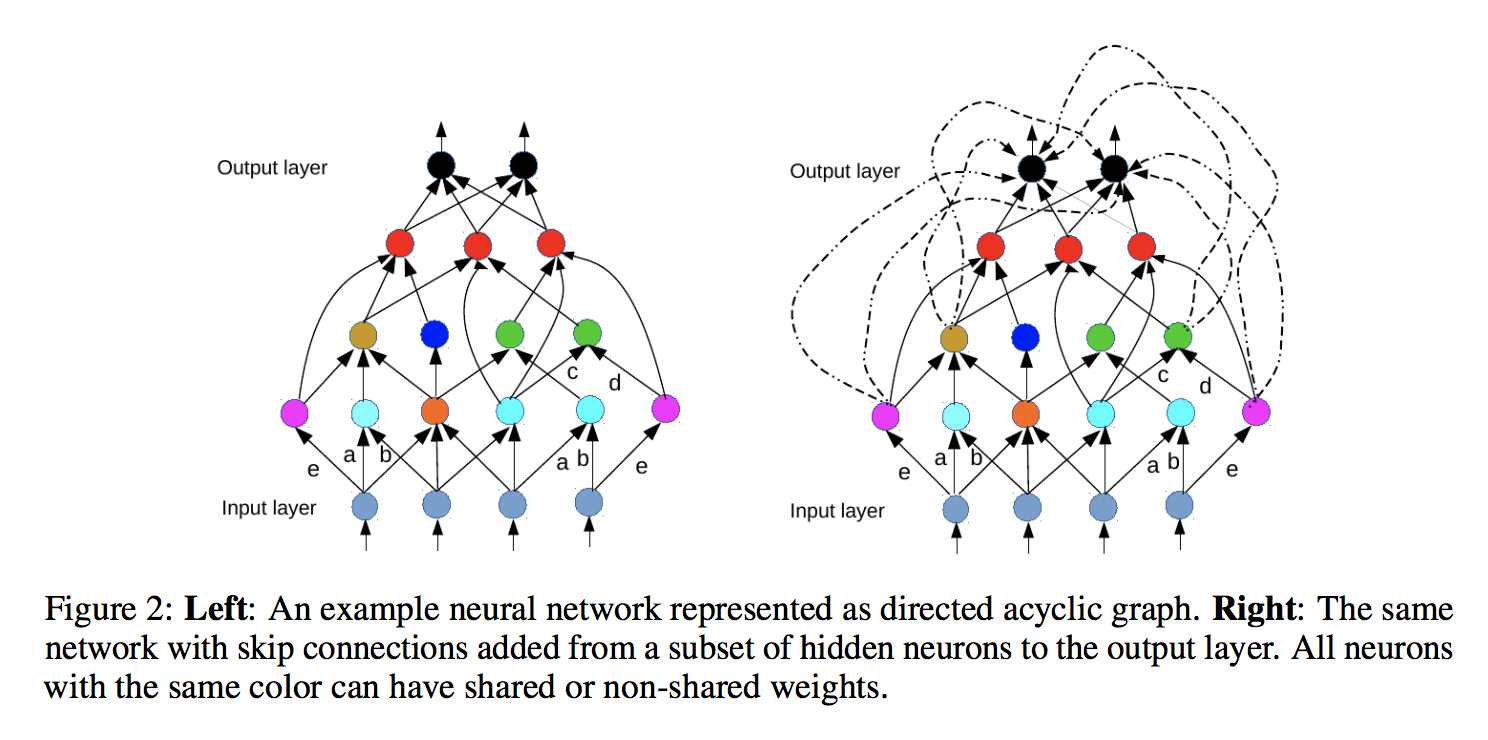 Output layer
c
d
a
b
a b
e
e
Input layer
Output layer
c
d
a
b
a b
e
e
Input layer
Figure 2: Left: An example neural network represented as directed acyclic graph. Right: The same
network with skip connections added from a subset of hidden neurons to the output layer. All neurons
with the same color can have shared or non-shared weights.